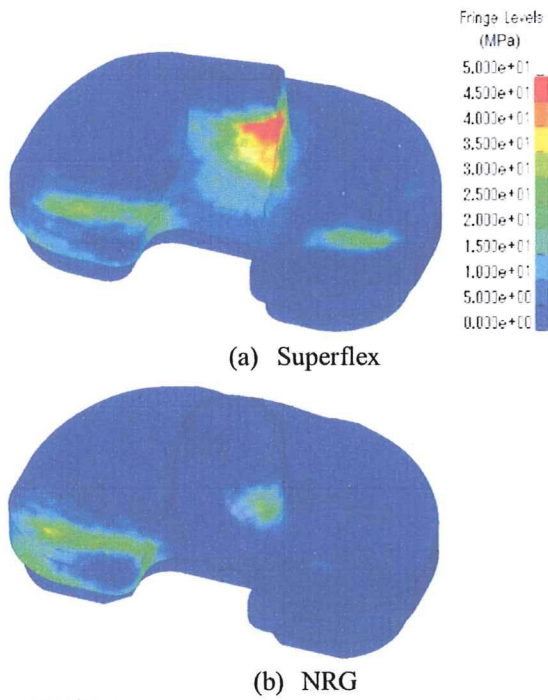 Fringe Levels
(MPa)
5.000e+01
4.500e+01
4.000e+01
3.500e+01
3.000e+01
2.500e+01
2.000e+01
1.500e+01
1.000e+01
5.000e+00
0.000e+00
(a) Superflex
(b) NRG